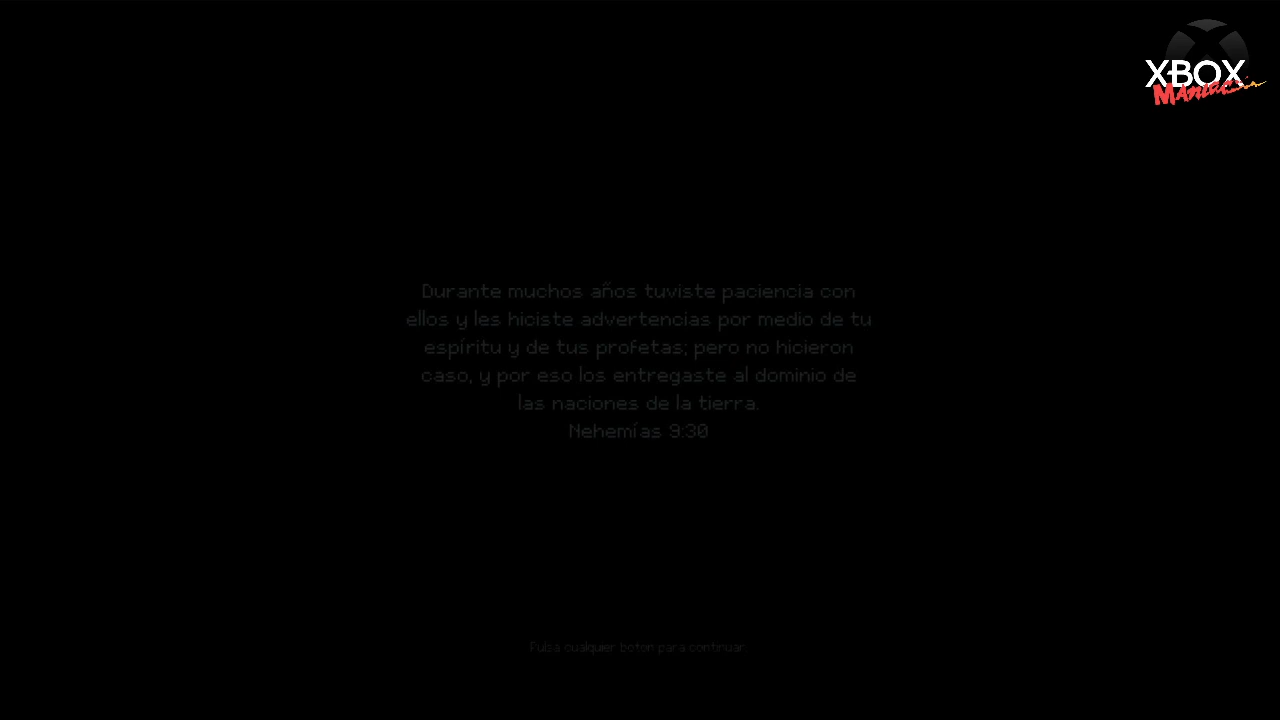 XBOX
Maniac
Durante muchos años tuviste paciencia con
ellos y les hiciste advertencias por medio de tu
espíritu y de tus profetas; pero no hicieron
caso, y por eso los entregaste al dominio de
las naciones de la tierra.
Nehemías 9:30
Pulsa cualquier botón para continuar.